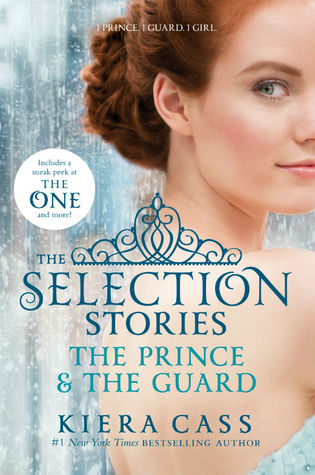 1 PRINCE. 1 GUARD. 1 GIRL.
Includes a
sneak peek at
THE
ONE
and more!
THE
SELECTION
STORIES
THE PRINCE
& THE GUARD
KIERA CASS
#1 New York Times BESTSELLING AUTHOR